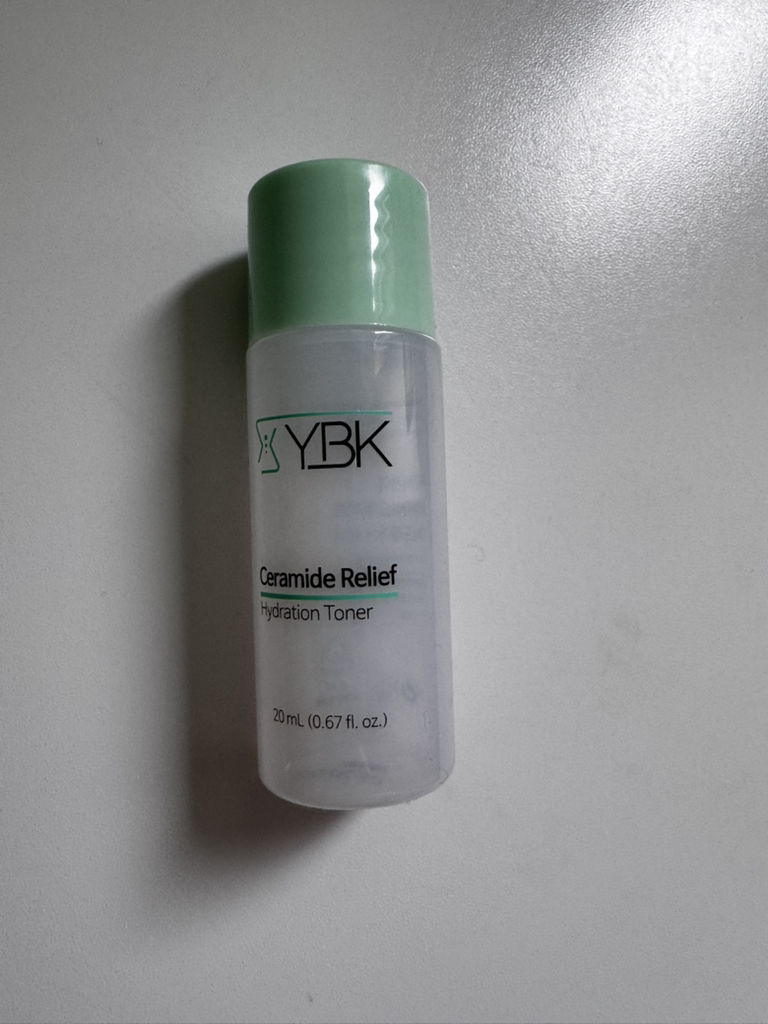 YBK
Ceramide Relief
Hydration Toner
20 mL (0.67 fl. oz.)